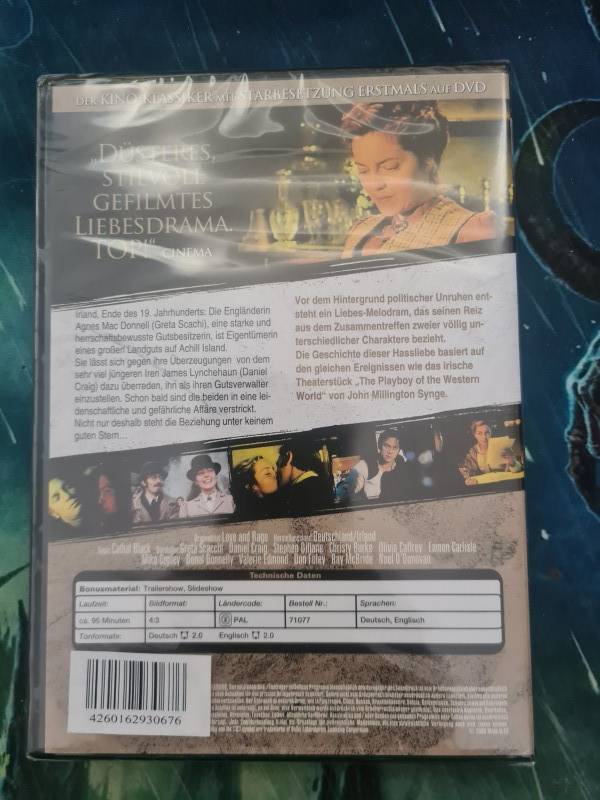 DER KINO-KLASSIKER MIT STARBESETZUNG ERSTMALS AUF DVD
„DÜSTERES,
STILVOLL
GEFILMTES
LIEBESDRAMA.
TOP!" CINEMA
Irland, Ende des 19. Jahrhunderts: Die Engländerin
Agnes Mac Donnell (Greta Scachi), eine starke und
herrschaftsbewusste Gutsbesitzerin, ist Eigentümerin
eines großen Landguts auf Achill Island.
Sie lässt sich gegen ihre Überzeugungen von dem
sehr viel jüngeren Iren James Lynchehaun (Daniel
Craig) dazu überreden, ihn als ihren Gutsverwalter
einzustellen. Schon bald sind die beiden in eine lei-
denschaftliche und gefährliche Affäre verstrickt.
Nicht nur deshalb steht die Beziehung unter keinem
guten Stern...
Vor dem Hintergrund politischer Unruhen ent-
steht ein Liebes-Melodram, das seinen Reiz
aus dem Zusammentreffen zweier völlig un-
terschiedlicher Charaktere bezieht.
Die Geschichte dieser Hassliebe basiert auf
den gleichen Ereignissen wie das irische
Theaterstück „The Playboy of the Western
World" von John Millington Synge.
Love and Rage Deutschland/Irland
Cathal Black Greta Scacchi Daniel Craig Stephen Dillane Christy Burke Olivia Caffrey Eamon Carlisle
Donal Donnelly Valerie Edmond Don Foley Ray McBride Noel O'Donovan
Technische Daten
Bonusmaterial: Trailershow, Slideshow
Laufzeit: Bildformat: Ländercode: Bestell Nr.: Sprachen:
ca. 95 Minuten 4:3 PAL 71077 Deutsch, Englisch
Tonformate: Deutsch 2.0 Englisch 2.0
4260162930676